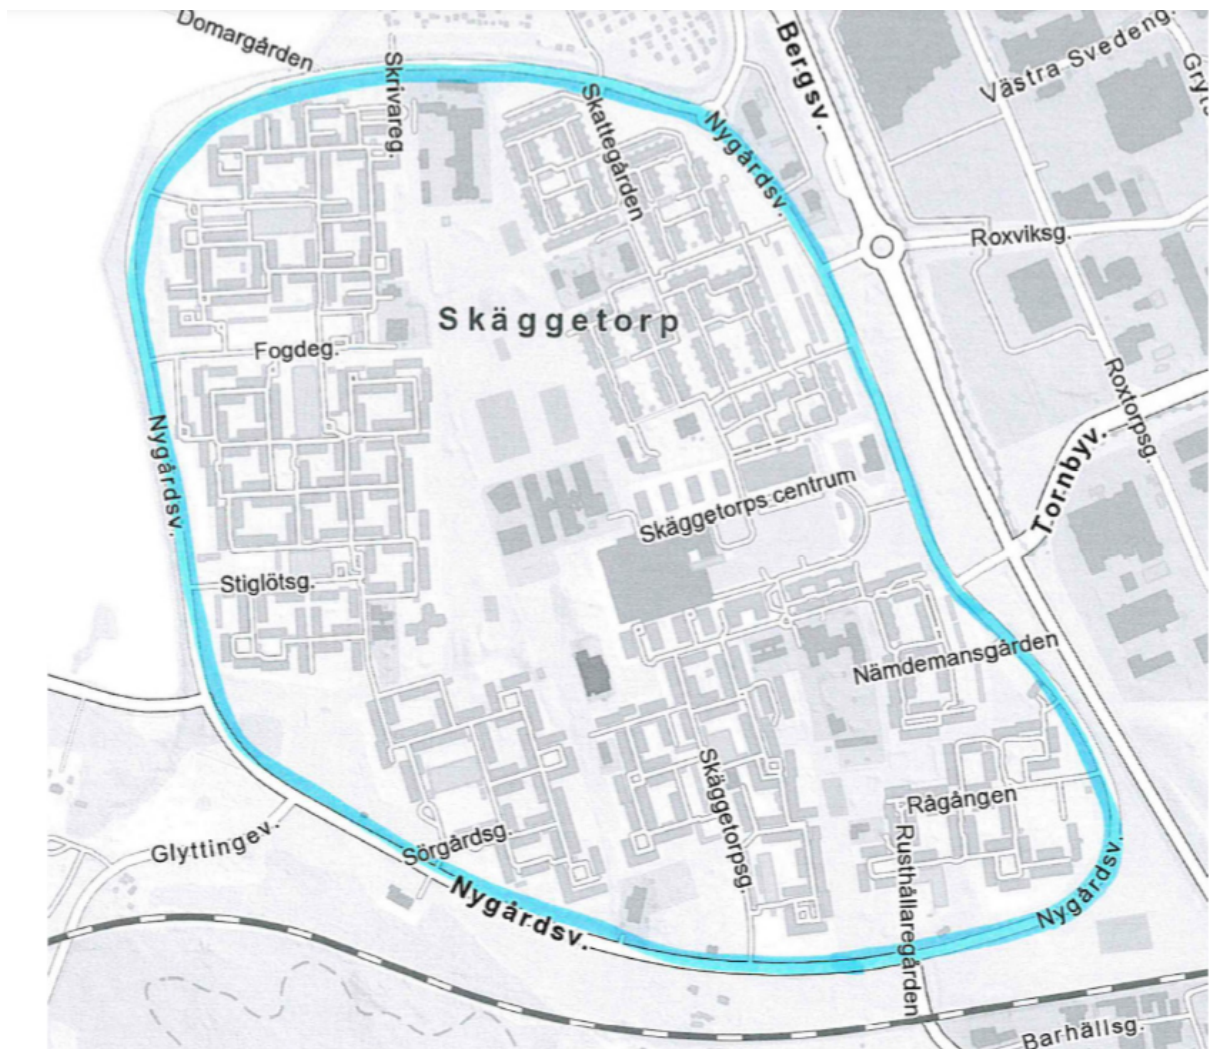 Domargården
Skrivareg.
Skattegården
Bergsv.
Västra Svedeng.
Nygårdsv.
Roxviksg.
Skäggetorp
Fogdeg.
Roxtorpsg.
Nygårdsv.
Tornbyv.
Skäggetorps centrum
Stiglötsg.
Nämdemansgården
Skäggetorpsg.
Rågången
Glyttingev.
Sörgårdsg.
Rusthållaregården
Nygårdsv.
Nygårdsv.
Barhällsg.